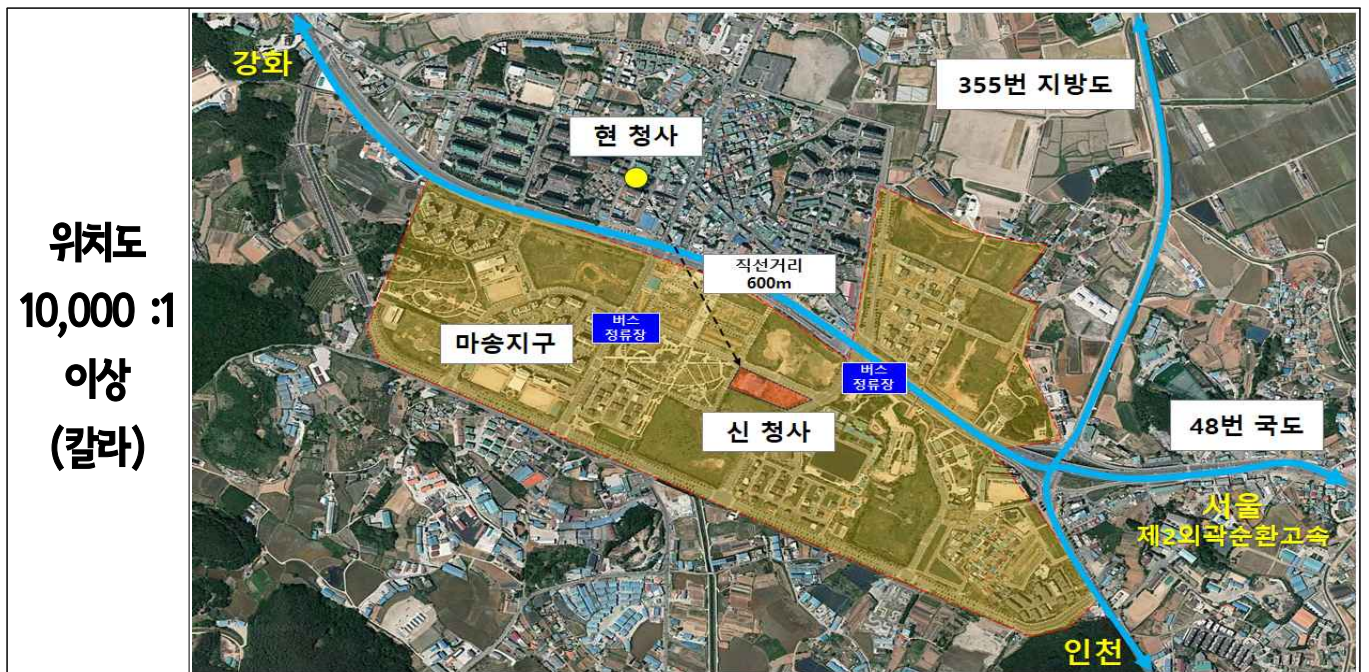 위치도
10,000 :1
이상
(칼라)
강화
355번 지방도
현 청사
직선거리
600m
버스
정류장
마송지구
버스
정류장
신 청사
48번 국도
서울
제2외곽순환고속
인천